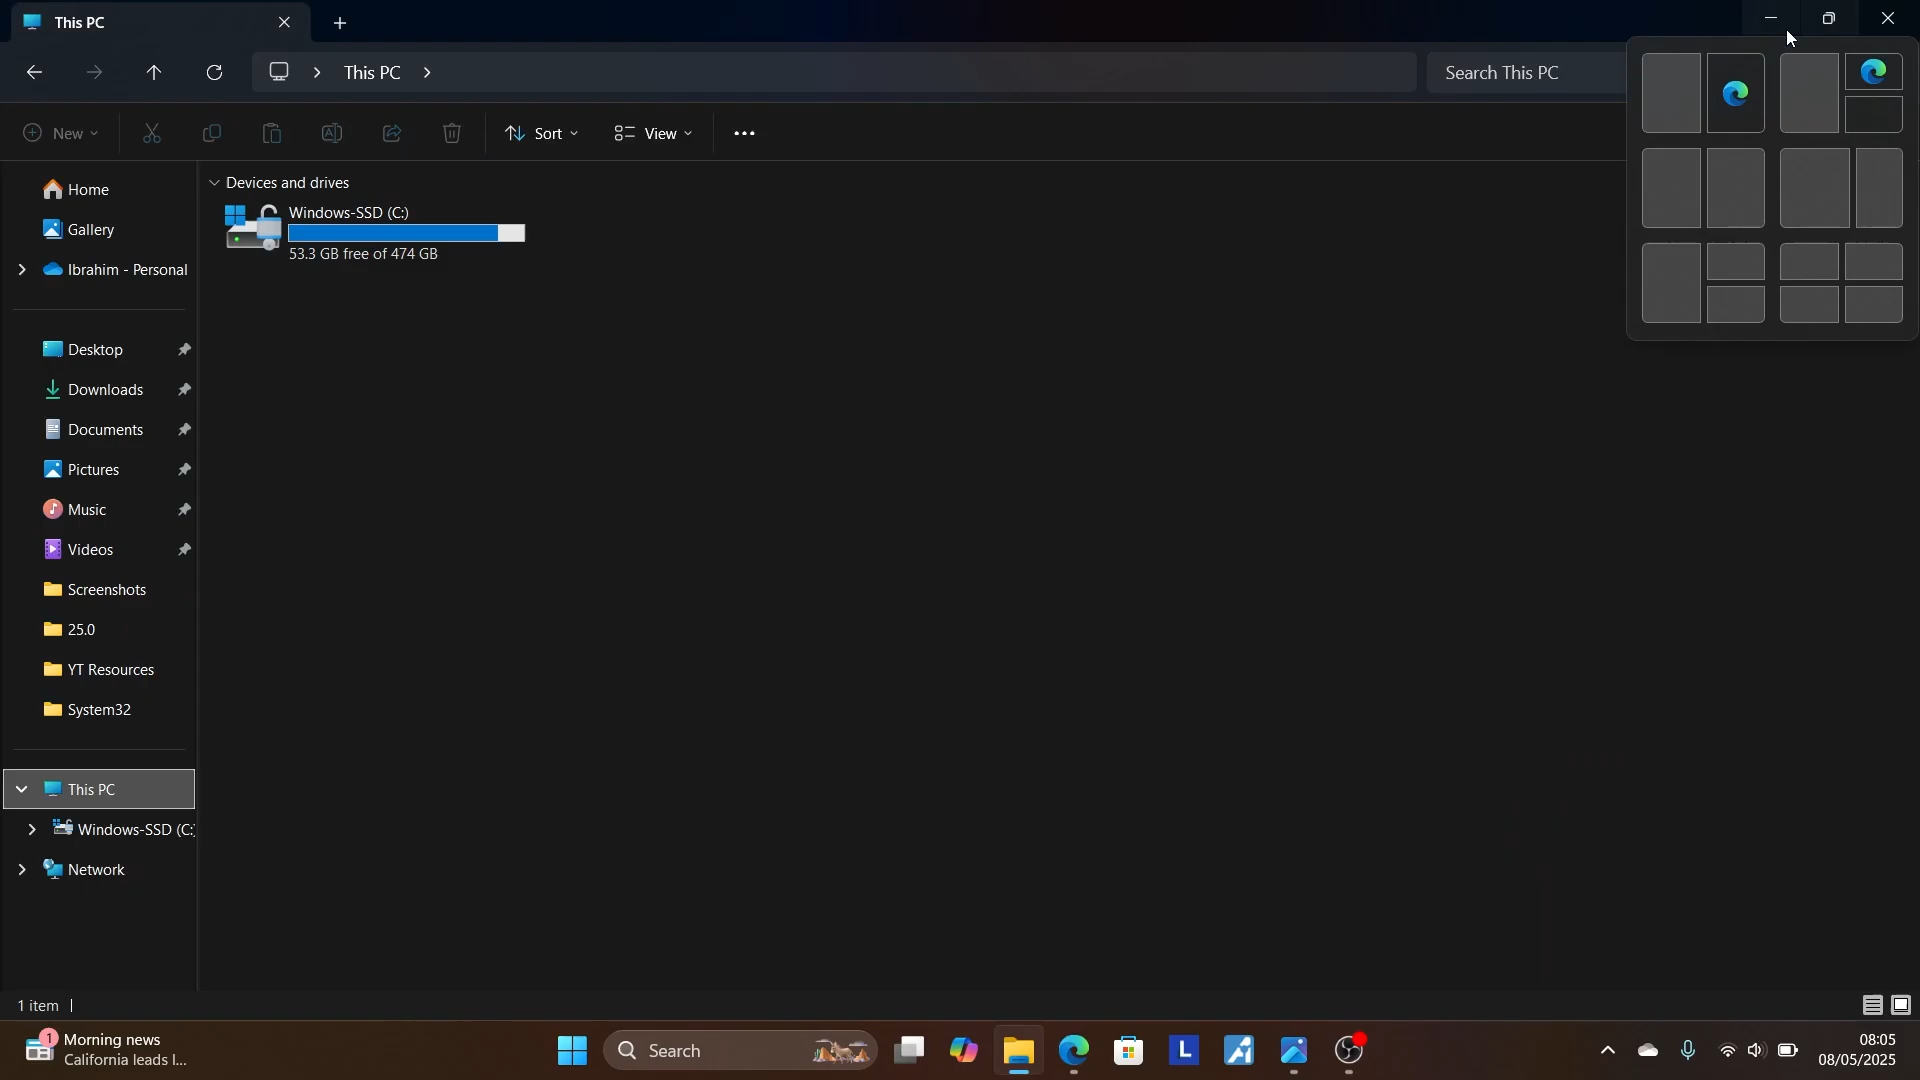 This PC
This PC
Search This PC
New
Sort
View
Home
Gallery
Ibrahim - Personal
Desktop
Downloads
Documents
Pictures
Music
Videos
Screenshots
25.0
YT Resources
System32
This PC
Windows-SSD (C:)
Network
Devices and drives
Windows-SSD (C:)
53.3 GB free of 474 GB
1 item
1
Morning news
California leads l...
Search
L
08:05
08/05/2025